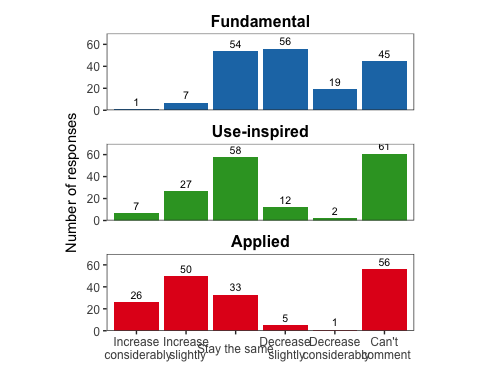 Fundamental
Number of responses
60
40
20
0
1
7
54
56
19
45
Use-inspired
60
40
20
0
7
27
58
12
2
61
Applied
60
40
20
0
26
50
33
5
1
56
Increase
considerably
Increase
slightly
Stay the same
Decrease
slightly
Decrease
considerably
Can't
comment